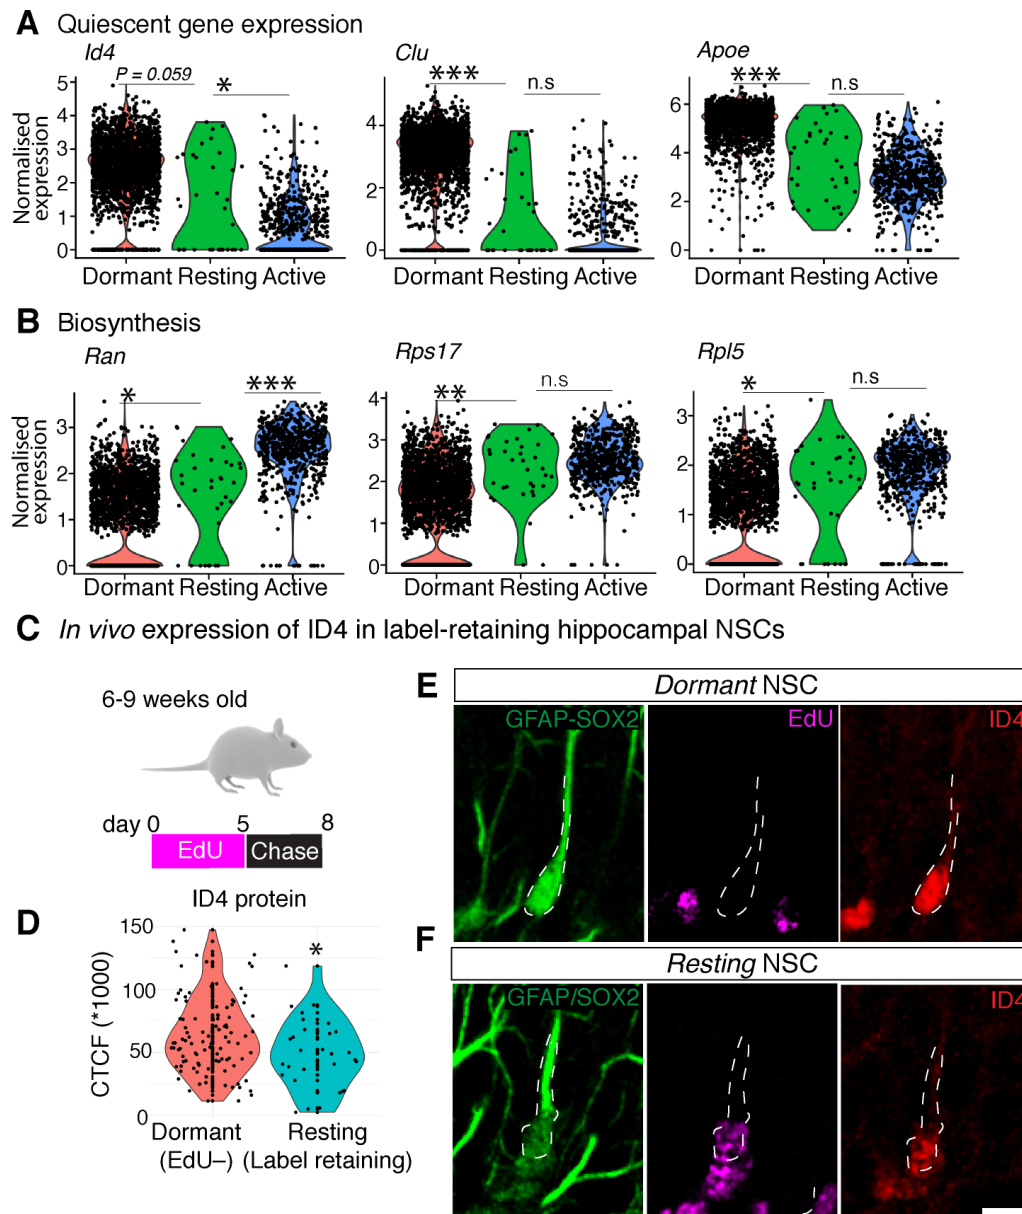 A Quiescent gene expression
Id4
Clu
Apoe
P = 0.059
*
***
n.s
***
n.s
Normalised
expression
5
4
3
2
1
0
4
2
0
6
4
2
0
Dormant Resting Active
Dormant Resting Active
Dormant Resting Active
B Biosynthesis
Ran
Rps17
Rpl5
*
***
**
n.s
*
n.s
Normalised
expression
3
2
1
0
4
3
2
1
0
3
2
1
0
Dormant Resting Active
Dormant Resting Active
Dormant Resting Active
C In vivo expression of ID4 in label-retaining hippocampal NSCs
6-9 weeks old
day 0 5 8
EdU Chase
D
ID4 protein
CTCF (*1000)
150
100
50
0
*
Dormant
(EdU–)
Resting
(Label retaining)
E
Dormant NSC
GFAP-SOX2
EdU
ID4
F
Resting NSC
GFAP/SOX2
ID4